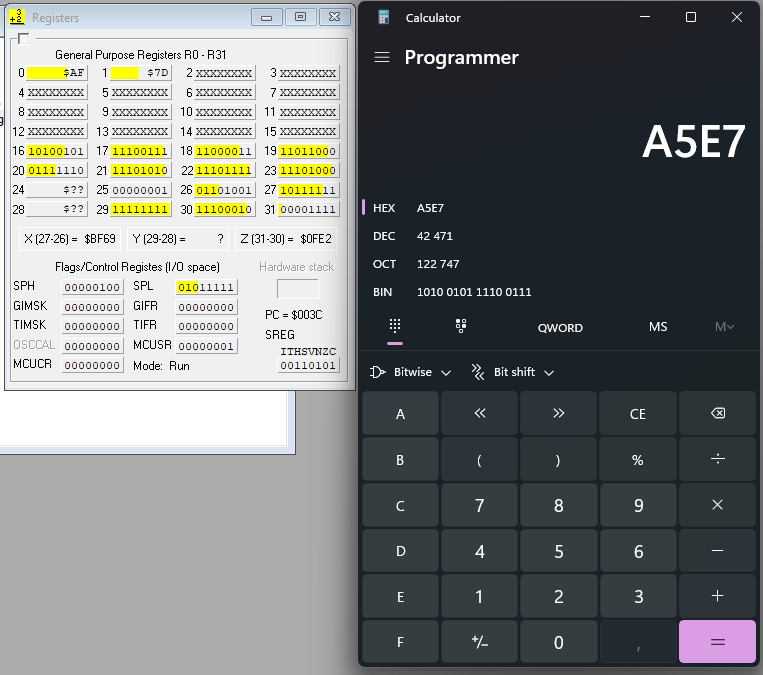 Registers
General Purpose Registers R0 - R31
0 $AF 1 $7D 2 XXXXXXXX 3 XXXXXXXX
4 XXXXXXXX 5 XXXXXXXX 6 XXXXXXXX 7 XXXXXXXX
8 XXXXXXXX 9 XXXXXXXX 10 XXXXXXXX 11 XXXXXXXX
12 XXXXXXXX 13 XXXXXXXX 14 XXXXXXXX 15 XXXXXXXX
16 10100101 17 11100111 18 11000011 19 11011000
20 01111110 21 11101010 22 11101111 23 11101000
24 $?? 25 00000001 26 01101001 27 10111111
28 $?? 29 11111111 30 11100010 31 00001111
X (27-26) = $BF69 Y (29-28) = ? Z (31-30) = $0FE2
Flags/Control Registes (I/O space) Hardware stack
SPH 00000100 SPL 01011111
GIMSK 00000000 GIFR 00000000
PC = $003C
TIMSK 00000000 TIFR 00000000
SREG
OSCCAL 00000000 MCUSR 00000001
ITHSVNZC
MCUCR 00000000 Mode: Run 00110101
Calculator
Programmer
A5E7
HEX A5E7
DEC 42 471
OCT 122 747
BIN 1010 0101 1110 0111
QWORD MS M
Bitwise Bit shift
A « » CE
B ( ) % ÷
C 7 8 9 ×
D 4 5 6 −
E 1 2 3 +
F +/− 0 , =